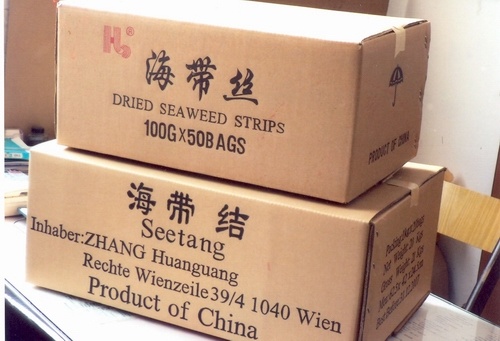 海带丝
DRIED SEAWEED STRIPS
100G X 50BAGS
PRODUCT OF CHINA
海带结
Seetang
Inhaber:ZHANG Huanguang
Rechte Wienzeile 39/4 1040 Wien
Product of China